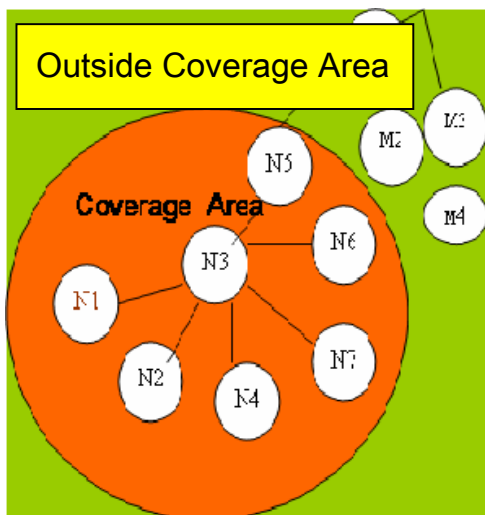 Outside Coverage Area
M3
M2
N5
Coverage Area
M4
N6
N3
N1
N7
N2
N4